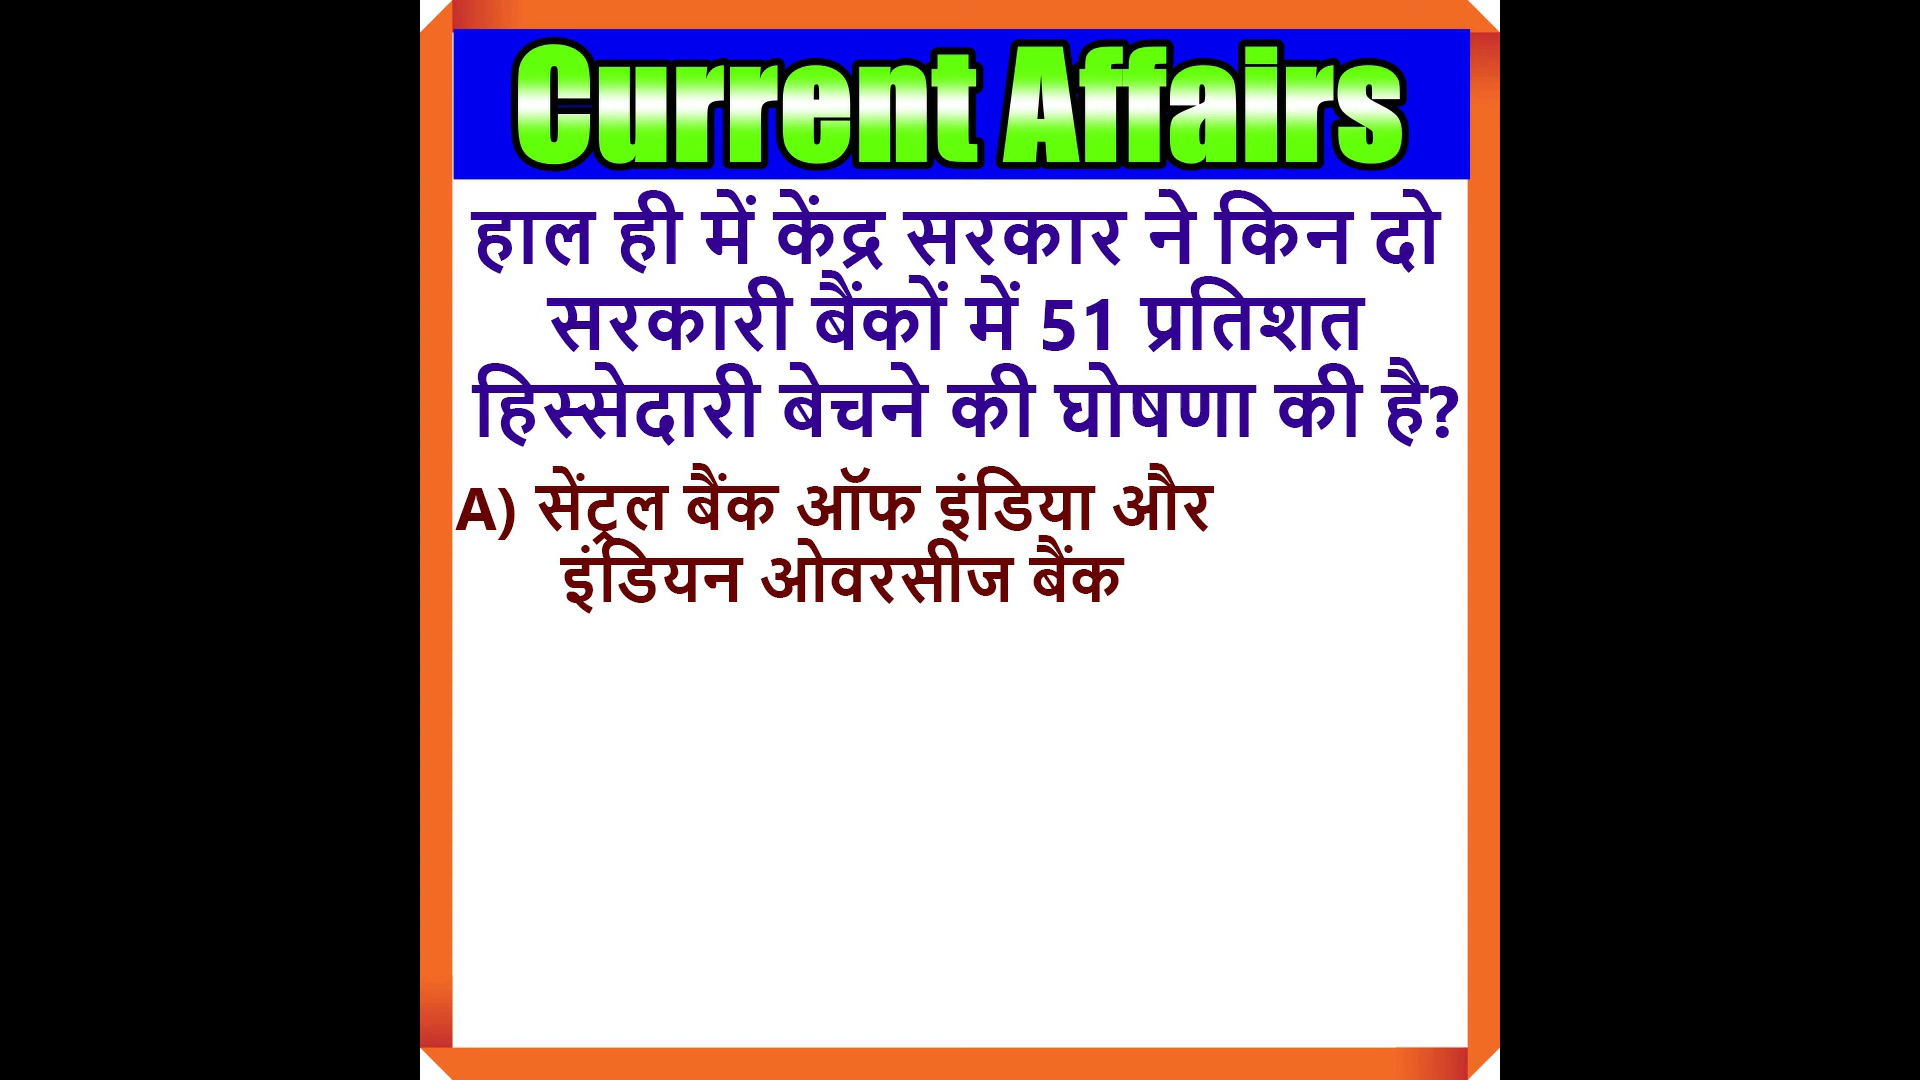 Current Affairs
हाल ही में केंद्र सरकार ने किन दो
सरकारी बैंकों में 51 प्रतिशत
हिस्सेदारी बेचने की घोषणा की है?
A) सेंट्रल बैंक ऑफ इंडिया और
इंडियन ओवरसीज बैंक